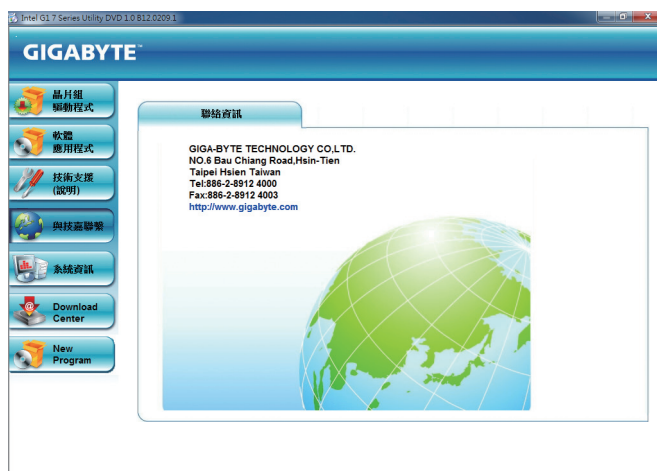 Intel G1.7 Series Utility DVD 1.0 B12.0209.1
GIGABYTE™
晶片組
驅動程式
軟體
應用程式
技術支援
(說明)
與技嘉聯繫
系統資訊
Download
Center
New
Program
聯絡資訊
GIGA-BYTE TECHNOLOGY CO,LTD.
NO.6 Bau Chiang Road,Hsin-Tien
Taipei Hsien Taiwan
Tel:886-2-8912 4000
Fax:886-2-8912 4003
http://www.gigabyte.com